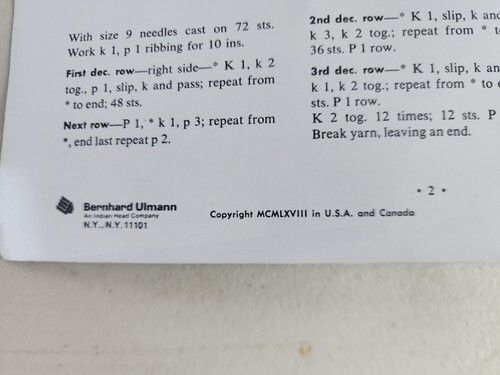 With size 9 needles cast on 72 sts.
Work k 1, p 1 ribbing for 10 ins.
First dec. row—right side—* K 1, k 2
tog., p 1, slip, k and pass; repeat from
* to end; 48 sts.
Next row—P 1, * k 1, p 3; repeat from
*, end last repeat p 2.
2nd dec. row—* K 1, slip, k an
k 3, k 2 tog.; repeat from * t
36 sts. P 1 row.
3rd dec. row—* K 1, slip, k an
k 1, k 2 tog.; repeat from * to e
sts. P 1 row.
K 2 tog. 12 times; 12 sts. P
Break yarn, leaving an end.
• 2 •
Bernhard Ulmann
An Indian Head Company
N.Y., N.Y. 11101
Copyright MCMLXVIII in U.S.A. and Canada